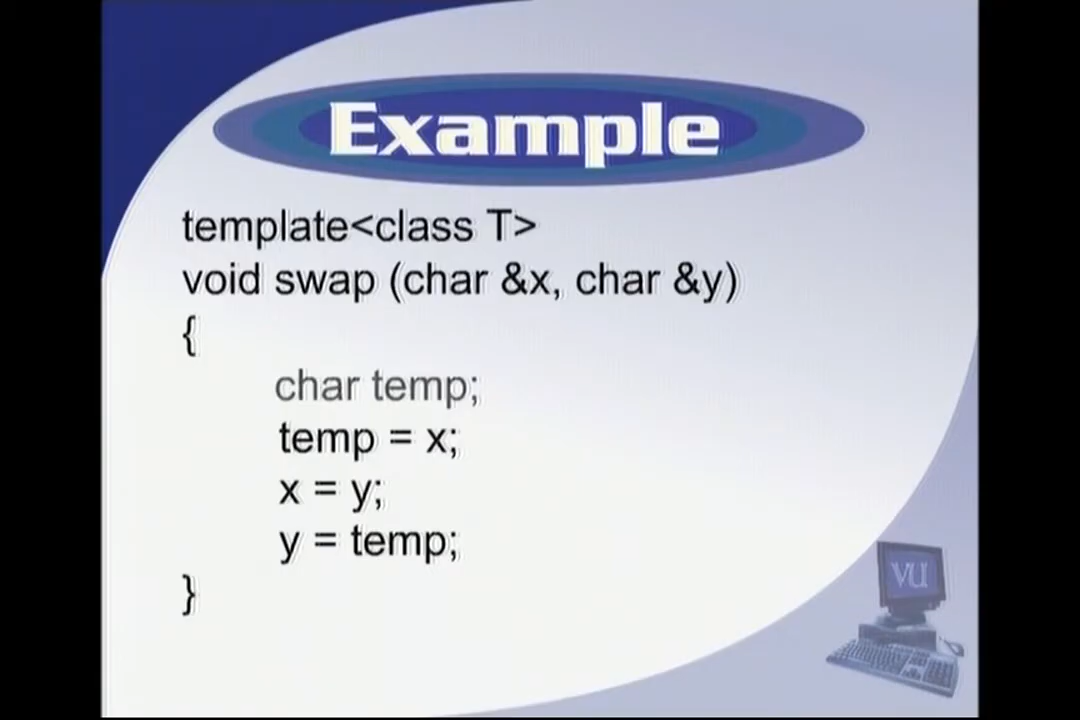 Example
template<class T>
void swap (char &x, char &y)
{
char temp;
temp = x;
x = y;
y = temp;
}
VU